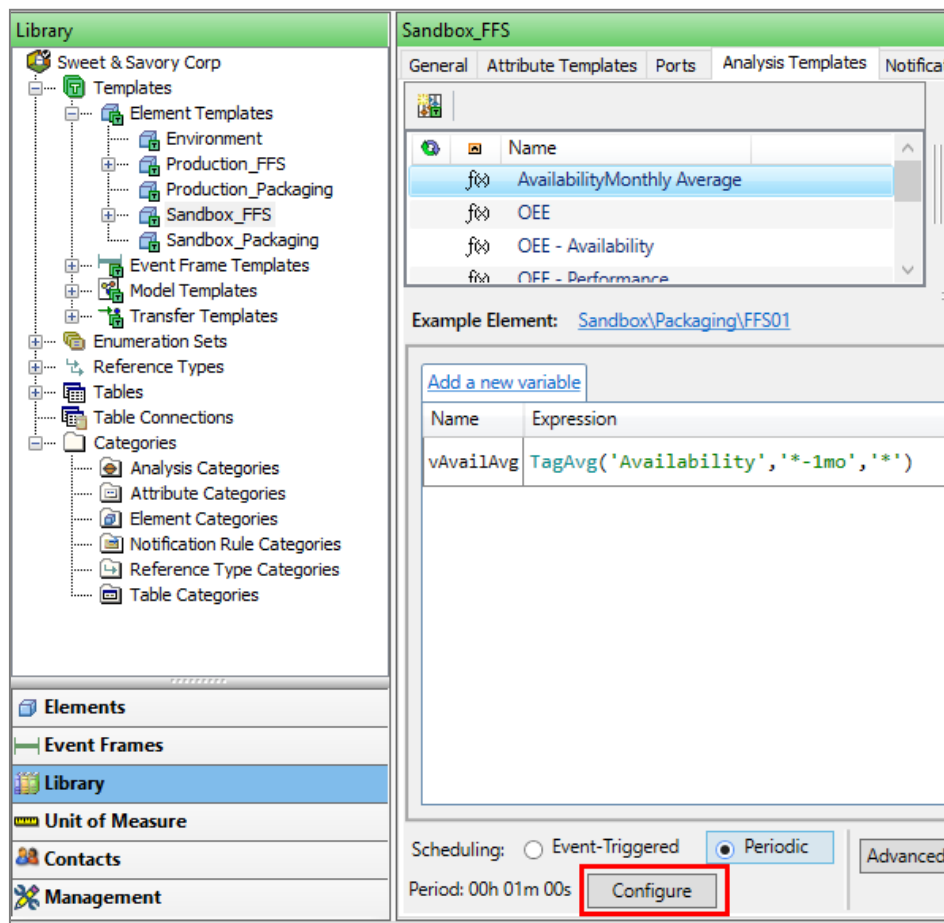 Library
Sweet & Savory Corp
Templates
Element Templates
Environment
Production_FFS
Production_Packaging
Sandbox_FFS
Sandbox_Packaging
Event Frame Templates
Model Templates
Transfer Templates
Enumeration Sets
Reference Types
Tables
Table Connections
Categories
Analysis Categories
Attribute Categories
Element Categories
Notification Rule Categories
Reference Type Categories
Table Categories
Elements
Event Frames
Library
Unit of Measure
Contacts
Management
Sandbox_FFS
General Attribute Templates Ports Analysis Templates Notifica
Name
f(x) AvailabilityMonthly Average
f(x) OEE
f(x) OEE - Availability
f(x) OEE - Performance
Example Element: Sandbox\Packaging\FFS01
Add a new variable
Name Expression
vAvailAvg TagAvg('Availability','*-1mo','*')
Scheduling: Event-Triggered Periodic Advanced
Period: 00h 01m 00s Configure